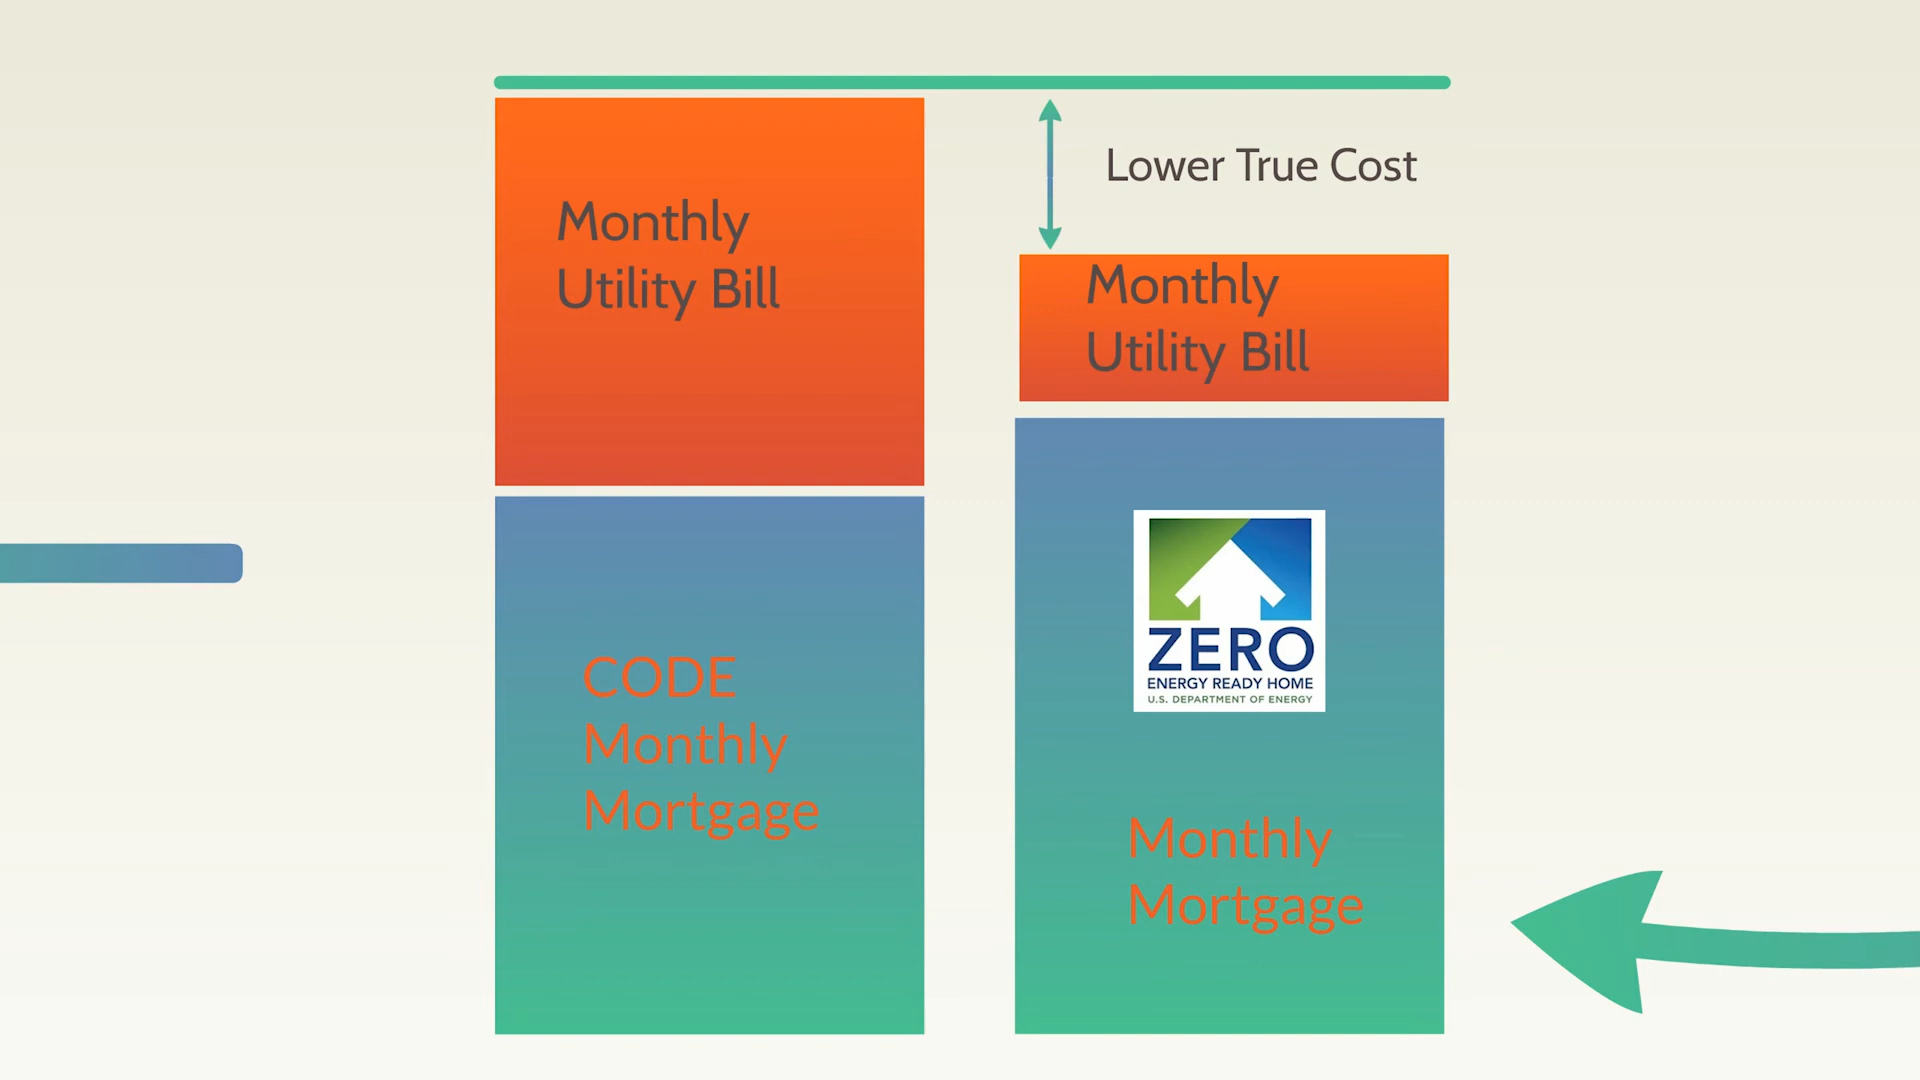 Monthly
Utility Bill
CODE
Monthly
Mortgage
Lower True Cost
Monthly
Utility Bill
ZERO
ENERGY READY HOME
U.S. DEPARTMENT OF ENERGY
Monthly
Mortgage